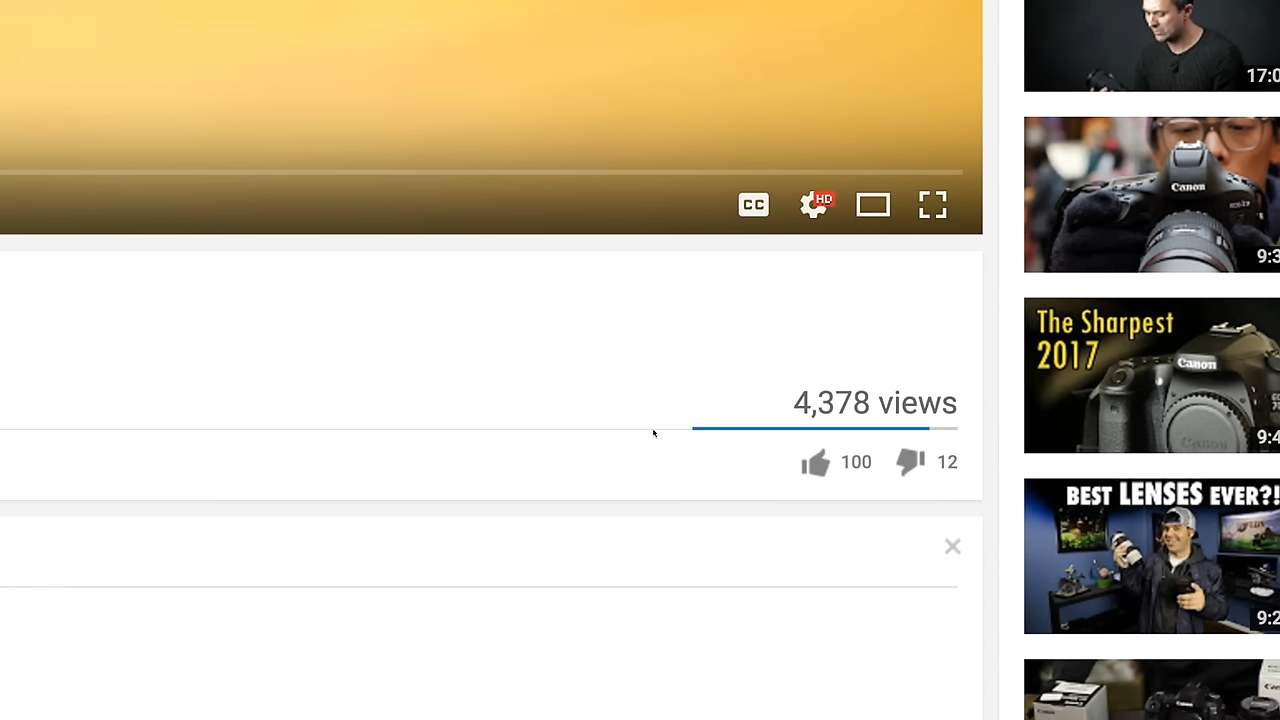 17:0
Canon
9:3
CC
HD
The Sharpest
2017
Canon
Canon
9:4
4,378 views
100
12
BEST LENSES EVER?!
9:2